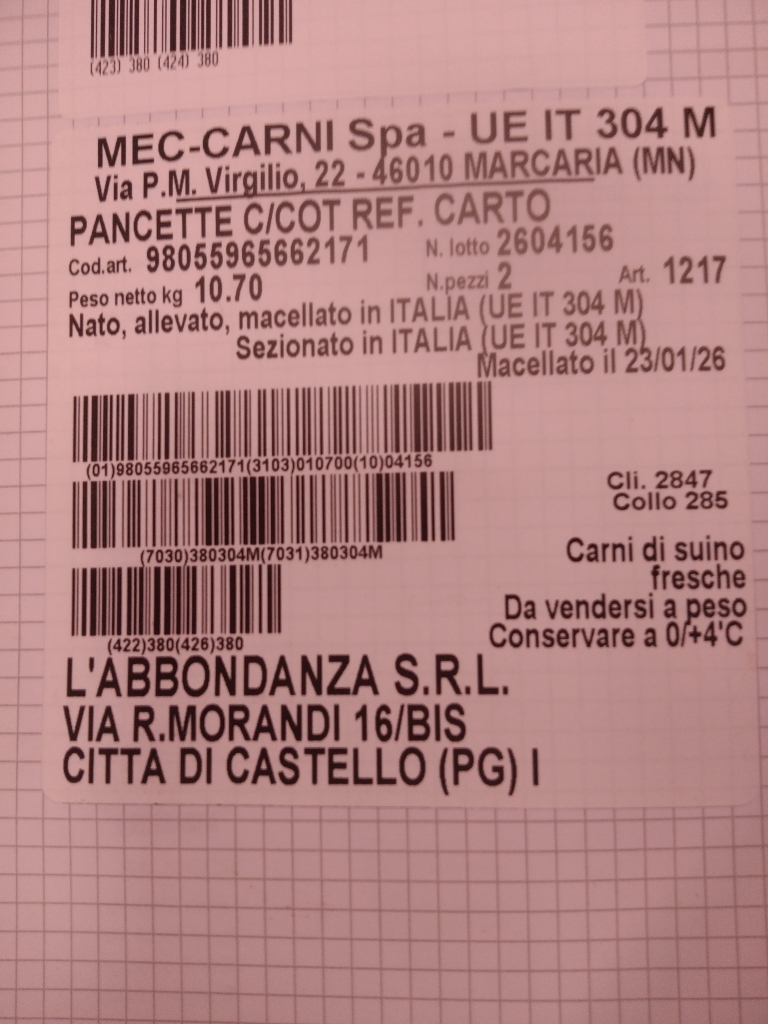 (423) 380 (424) 380
MEC-CARNI Spa - UE IT 304 M
Via P.M. Virgilio, 22 - 46010 MARCARIA (MN)
PANCETTE C/COT REF. CARTO
Cod.art. 98055965662171 N. lotto 2604156
Peso netto kg 10.70 N.pezzi 2 Art. 1217
Nato, allevato, macellato in ITALIA (UE IT 304 M)
Sezionato in ITALIA (UE IT 304 M)
Macellato il 23/01/26
(01)98055965662171(3103)010700(10)04156
Cli. 2847
Collo 285
(7030)380304M(7031)380304M
Carni di suino
fresche
Da vendersi a peso
Conservare a 0/+4'C
(422)380(426)380
L'ABBONDANZA S.R.L.
VIA R.MORANDI 16/BIS
CITTA DI CASTELLO (PG) I